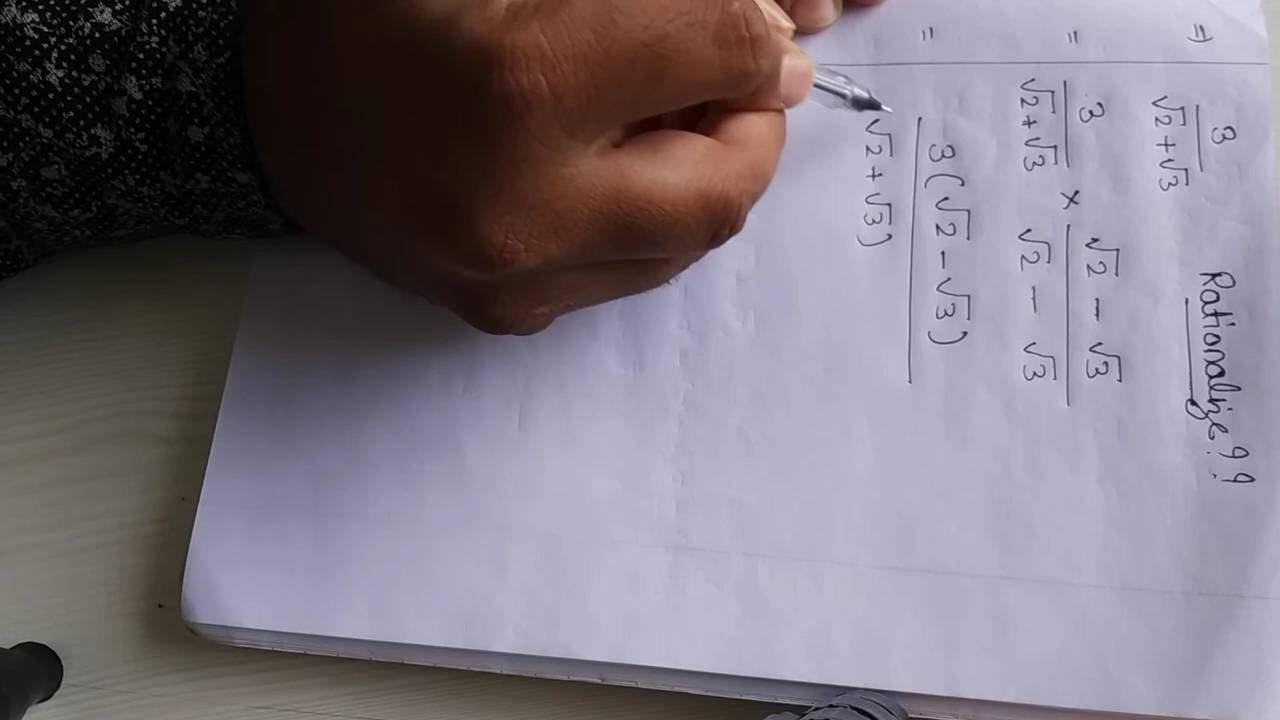 =) 3/(√2+√3) Rationalize??
= 3/(√2+√3) × (√2 - √3)/(√2 - √3)
= 3(√2 - √3)
√2 + √3)